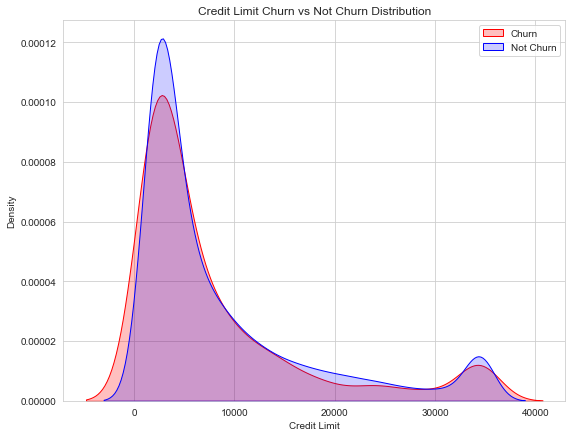 Credit Limit Churn vs Not Churn Distribution
Churn
Not Churn
0.00012
0.00010
0.00008
0.00006
0.00004
0.00002
0.00000
Density
0 10000 20000 30000 40000
Credit Limit